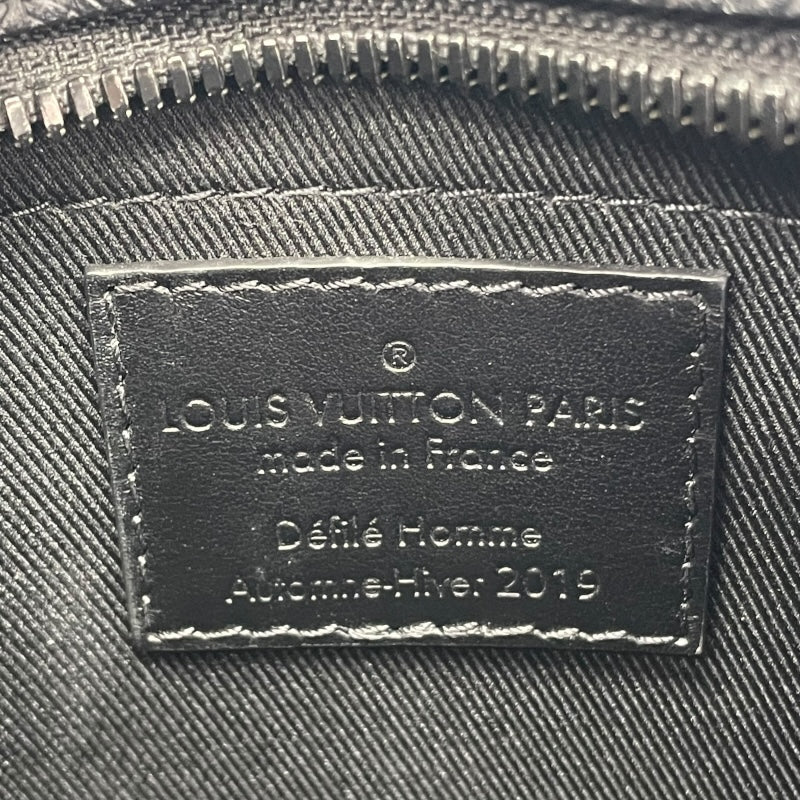 ®
LOUIS VUITTON PARIS
made in France
Défilé Homme
Automne-Hiver 2019